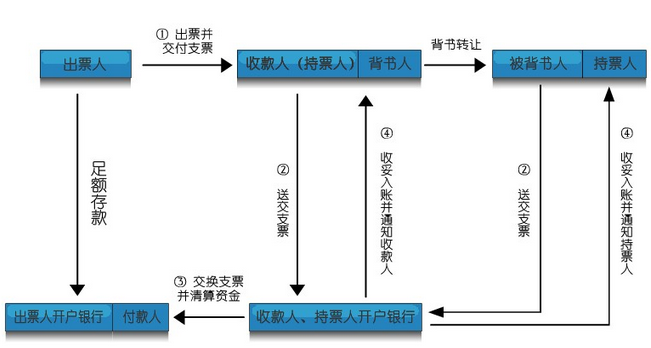 ① 出票并
交付支票
背书转让
出票人
收款人（持票人）
背书人
被背书人
持票人
足额存款
② 送交支票
④ 收妥入账并通知收款人
② 送交支票
④ 收妥入账并通知持票人
③ 交换支票
并清算资金
出票人开户银行
付款人
收款人、持票人开户银行